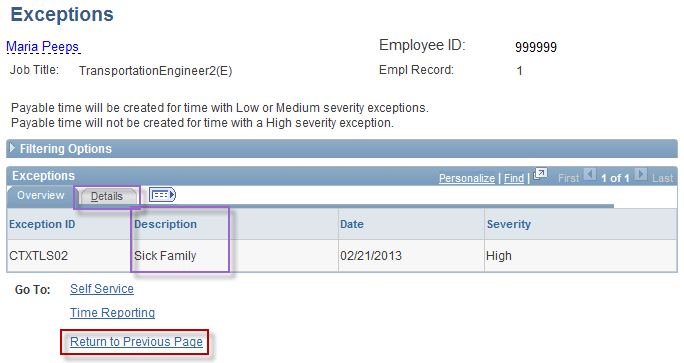 Exceptions
Maria Peeps Employee ID: 999999
Job Title: TransportationEngineer2(E) Empl Record: 1
Payable time will be created for time with Low or Medium severity exceptions.
Payable time will not be created for time with a High severity exception.
Filtering Options
Exceptions Personalize | Find | First 1 of 1 Last
Overview Details
Exception ID Description Date Severity
CTXTLS02 Sick Family 02/21/2013 High
Go To: Self Service
Time Reporting
Return to Previous Page